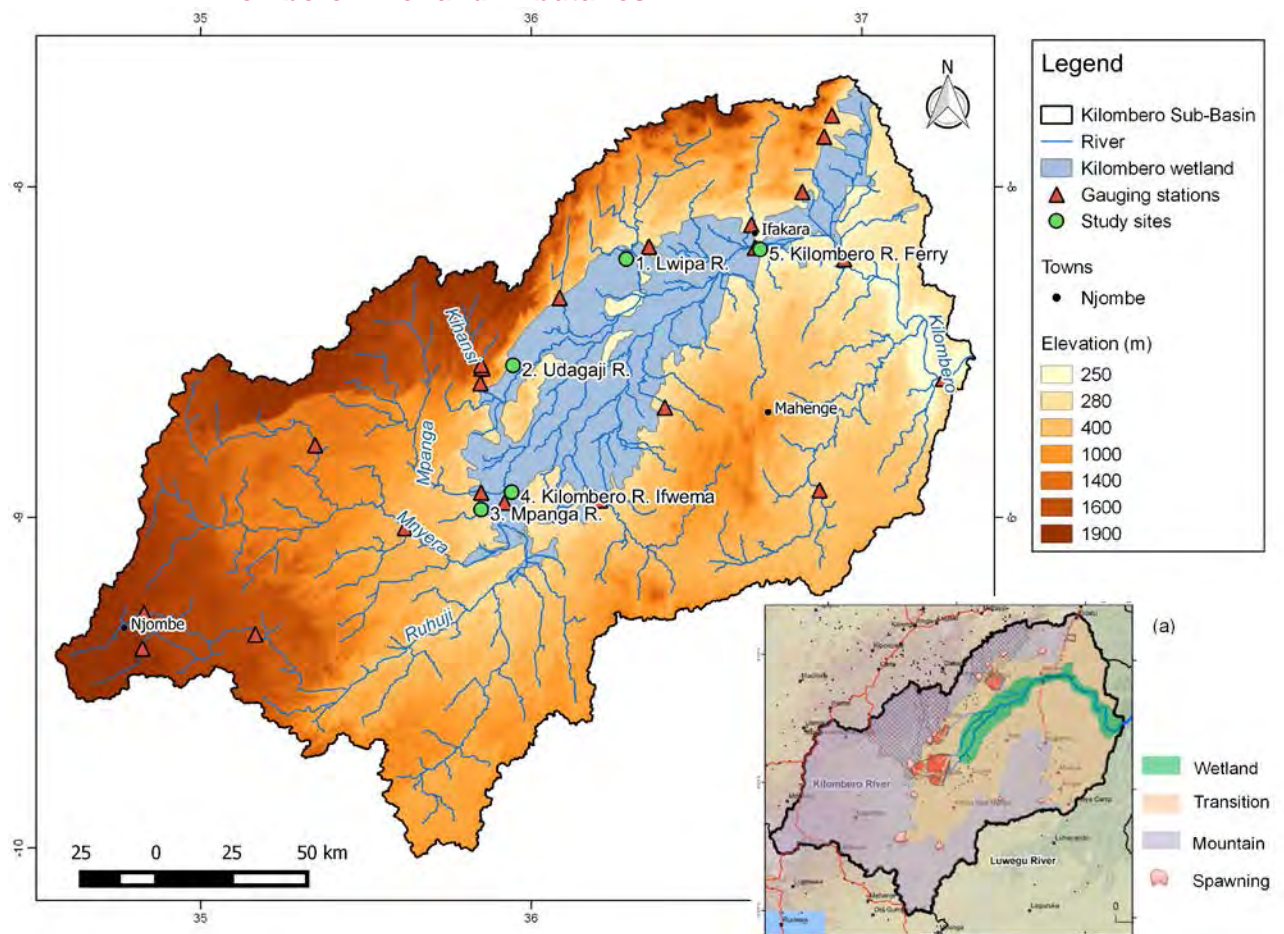 35
36
37
-8
-9
-10
-8
-9
35
36
N
Ifakara
1. Lwipa R.
5. Kilombero R. Ferry
Kihansi
2. Udagaji R.
Kilombero
Mahenge
Mpanga
4. Kilombero R. Ifwema
3. Mpanga R.
Mnyera
Njombe
Ruhuji
25 0 25 50 km
Legend
Kilombero Sub-Basin
River
Kilombero wetland
Gauging stations
Study sites
Towns
Njombe
Elevation (m)
250
280
400
1000
1400
1600
1900
(a)
Kilombero River
Luwegu River
0
Wetland
Transition
Mountain
Spawning